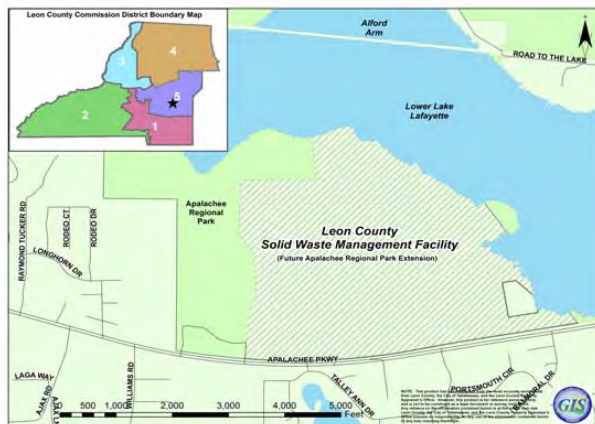 Leon County Commission District Boundary Map
3
4
5
2
1
Alford
Arm
ROAD TO THE LAKE
Lower Lake
Lafayette
RAYMOND TUCKER RD
RODEO CT
RODEO DR
LONGHORN DR
Apalachee
Regional
Park
Leon County
Solid Waste Management Facility
(Future Apalachee Regional Park Extension)
APALACHEE PKWY
LAGA WAY
AJAX RD
WILLIAMS RD
TALLEY ANN DR
PORTSMOUTH CIR
BALMORAL DR
0 500 1,000 2,000 3,000 4,000 5,000
Feet
GIS